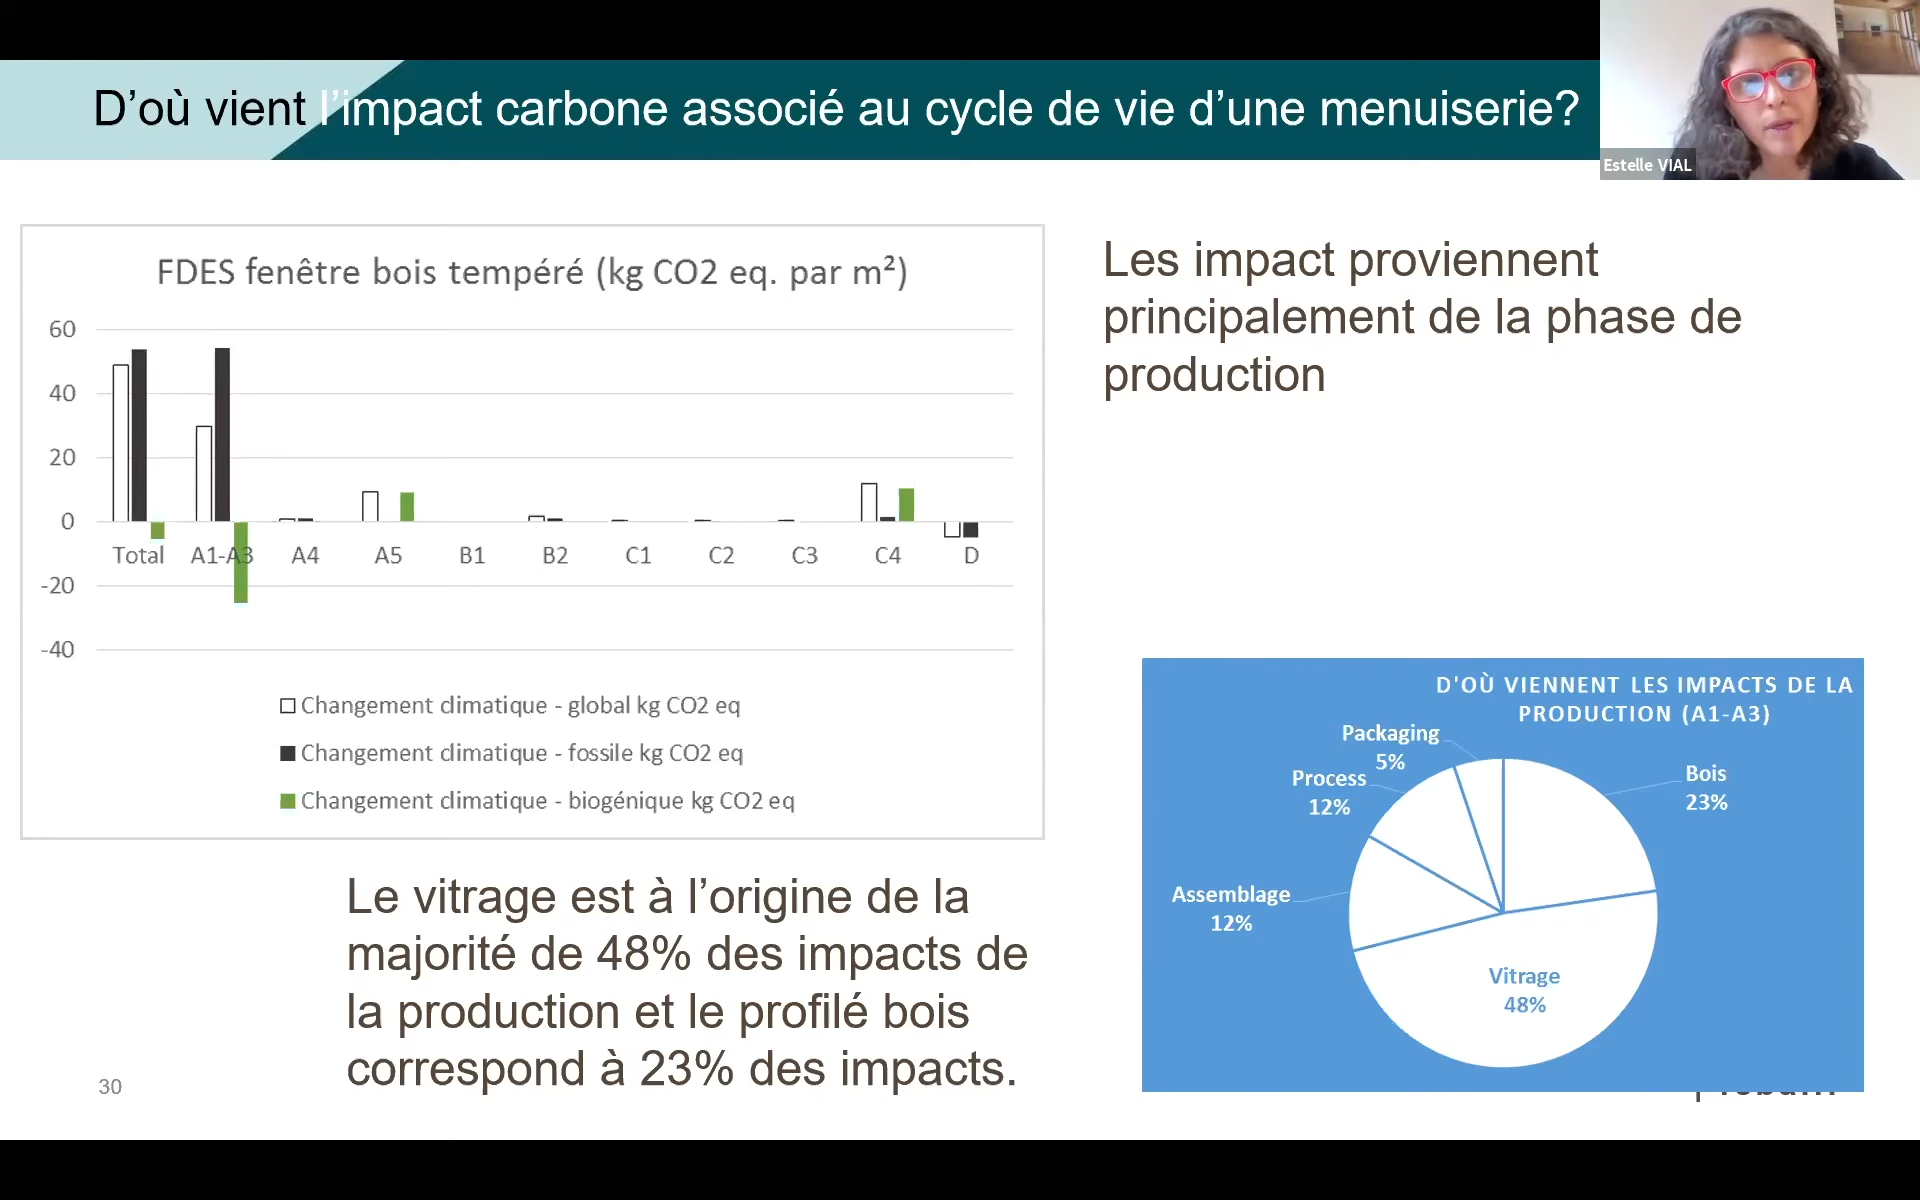 D’où vient l’impact carbone associé au cycle de vie d’une menuiserie?
Estelle VIAL
FDES fenêtre bois tempéré (kg CO2 eq. par m²)
60
40
20
0
-20
-40
Total A1-A3 A4 A5 B1 B2 C1 C2 C3 C4 D
Changement climatique - global kg CO2 eq
Changement climatique - fossile kg CO2 eq
Changement climatique - biogénique kg CO2 eq
Les impact proviennent
principalement de la phase de
production
Le vitrage est à l’origine de la
majorité de 48% des impacts de
la production et le profilé bois
correspond à 23% des impacts.
D'OÙ VIENNENT LES IMPACTS DE LA
PRODUCTION (A1-A3)
Packaging
5%
Process
12%
Bois
23%
Assemblage
12%
Vitrage
48%
30